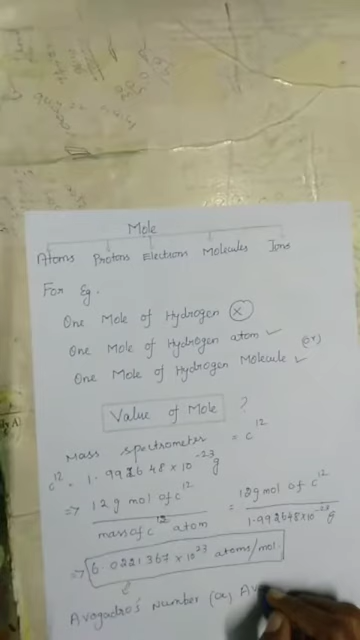 Mole
Atoms Protons Electrons Molecules Ions
For Eg.
One Mole of Hydrogen (x)
One Mole of Hydrogen atom ✓ (or)
One Mole of Hydrogen Molecule ✓
Value of Mole ?
Mass spectrometer = C¹²
C¹² = 1.992648 × 10⁻²³ g
=> 12 g mol of C¹² / mass of C¹² atom = 12 g mol of C¹² / 1.992648 × 10⁻²³ g
=> 6.0221367 × 10²³ atoms/mol.
Avogadro's Number (or)